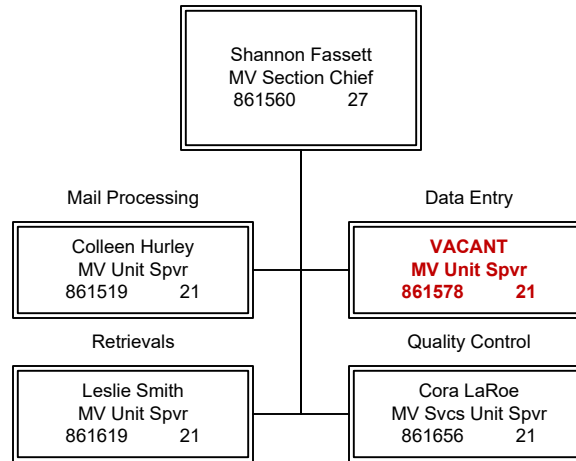 Shannon Fassett
MV Section Chief
861560 27
Mail Processing
Colleen Hurley
MV Unit Spvr
861519 21
Data Entry
VACANT
MV Unit Spvr
861578 21
Retrievals
Leslie Smith
MV Unit Spvr
861619 21
Quality Control
Cora LaRoe
MV Svcs Unit Spvr
861656 21